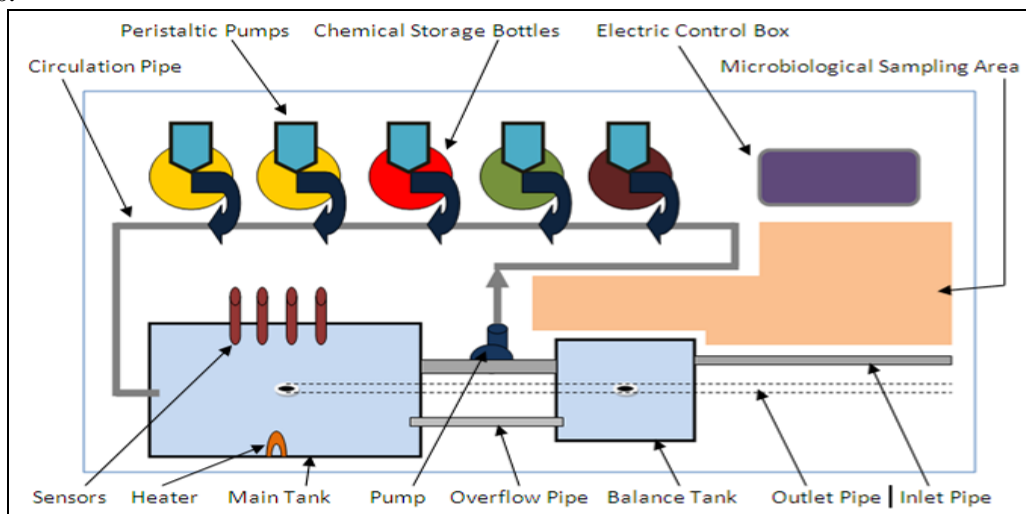 Peristaltic Pumps
Chemical Storage Bottles
Electric Control Box
Circulation Pipe
Microbiological Sampling Area
Sensors
Heater
Main Tank
Pump
Overflow Pipe
Balance Tank
Outlet Pipe
Inlet Pipe